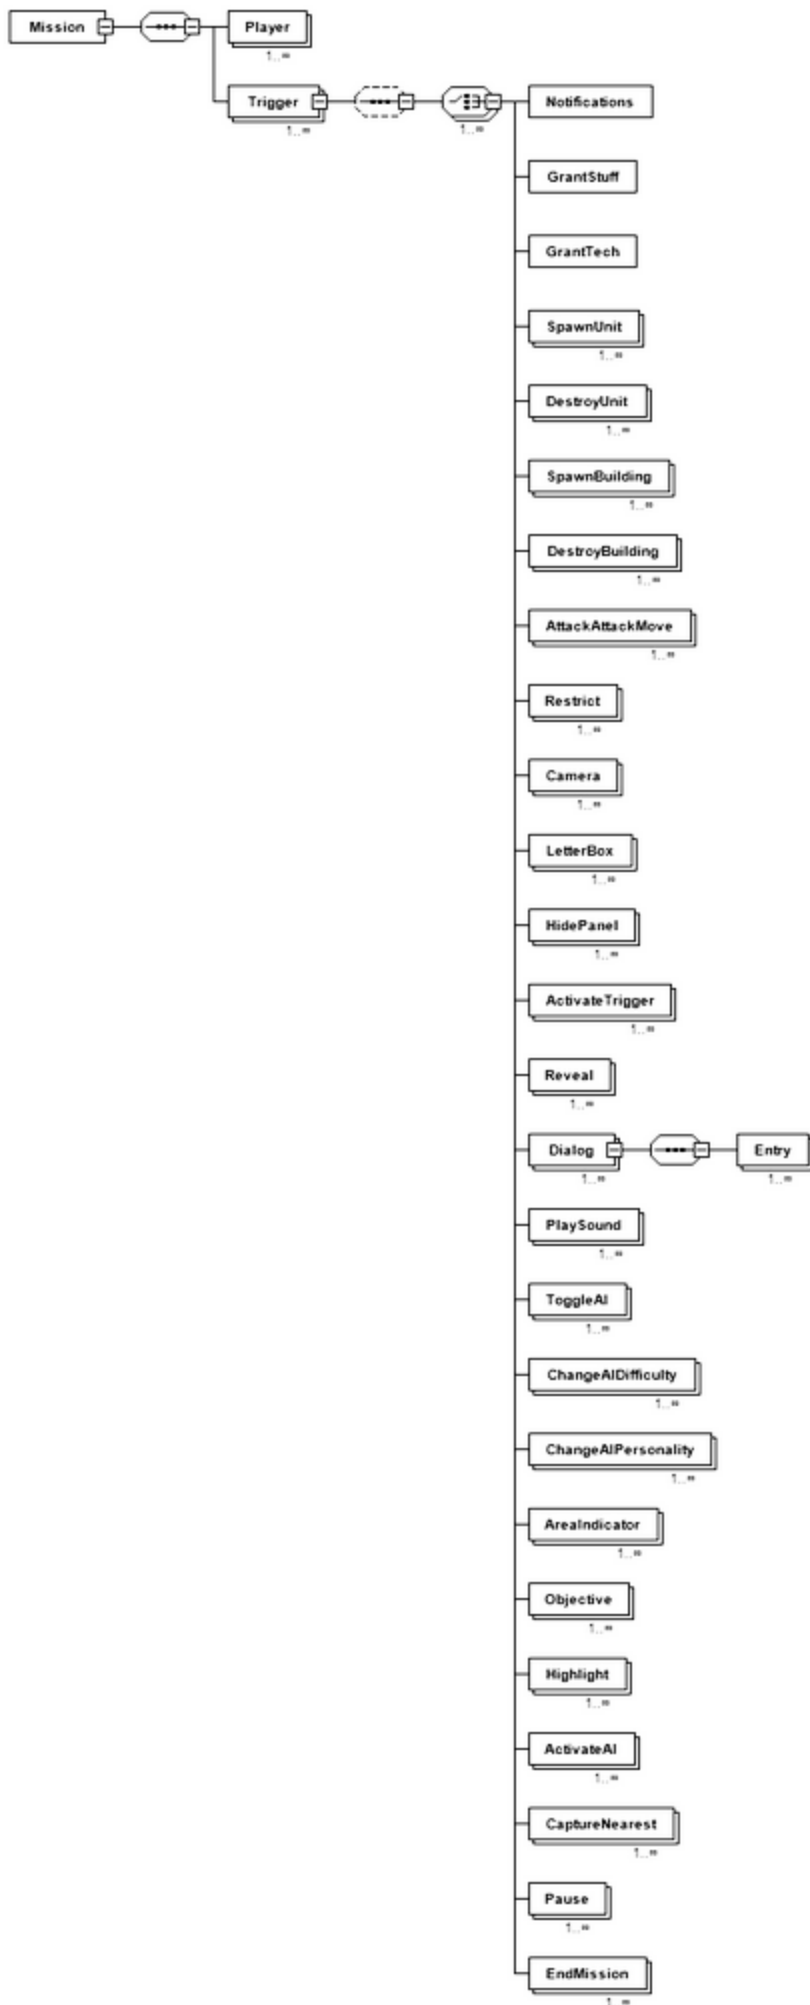 Mission
Player
1..∞
Trigger
1..∞
1..∞
Notifications
GrantStuff
GrantTech
SpawnUnit
1..∞
DestroyUnit
1..∞
SpawnBuilding
1..∞
DestroyBuilding
1..∞
AttackAttackMove
1..∞
Restrict
1..∞
Camera
1..∞
LetterBox
1..∞
HidePanel
1..∞
ActivateTrigger
1..∞
Reveal
1..∞
Dialog
1..∞
Entry
1..∞
PlaySound
1..∞
ToggleAI
1..∞
ChangeAIDifficulty
1..∞
ChangeAIPersonality
1..∞
AreaIndicator
1..∞
Objective
1..∞
Highlight
1..∞
ActivateAI
1..∞
CaptureNearest
1..∞
Pause
1..∞
EndMission
1..∞